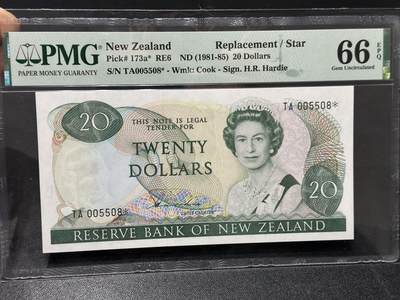 PMG
PAPER MONEY GUARANTY
New Zealand Replacement / Star
Pick# 173a* RE6 ND (1981-85) 20 Dollars
S/N TA005508* - Wmk: Cook - Sign. H.R. Hardie
66 EPQ
Gem Uncirculated
20
TA 005508*
THIS NOTE IS LEGAL
TENDER FOR
TWENTY
DOLLARS
TA 005508*
20
RESERVE BANK OF NEW ZEALAND